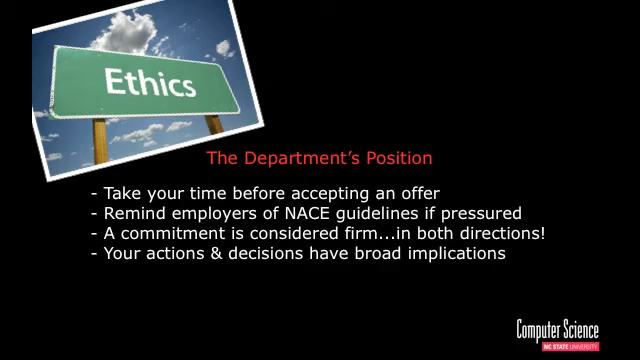 Ethics
The Department's Position
- Take your time before accepting an offer
- Remind employers of NACE guidelines if pressured
- A commitment is considered firm...in both directions!
- Your actions & decisions have broad implications
Computer Science
NC STATE UNIVERSITY